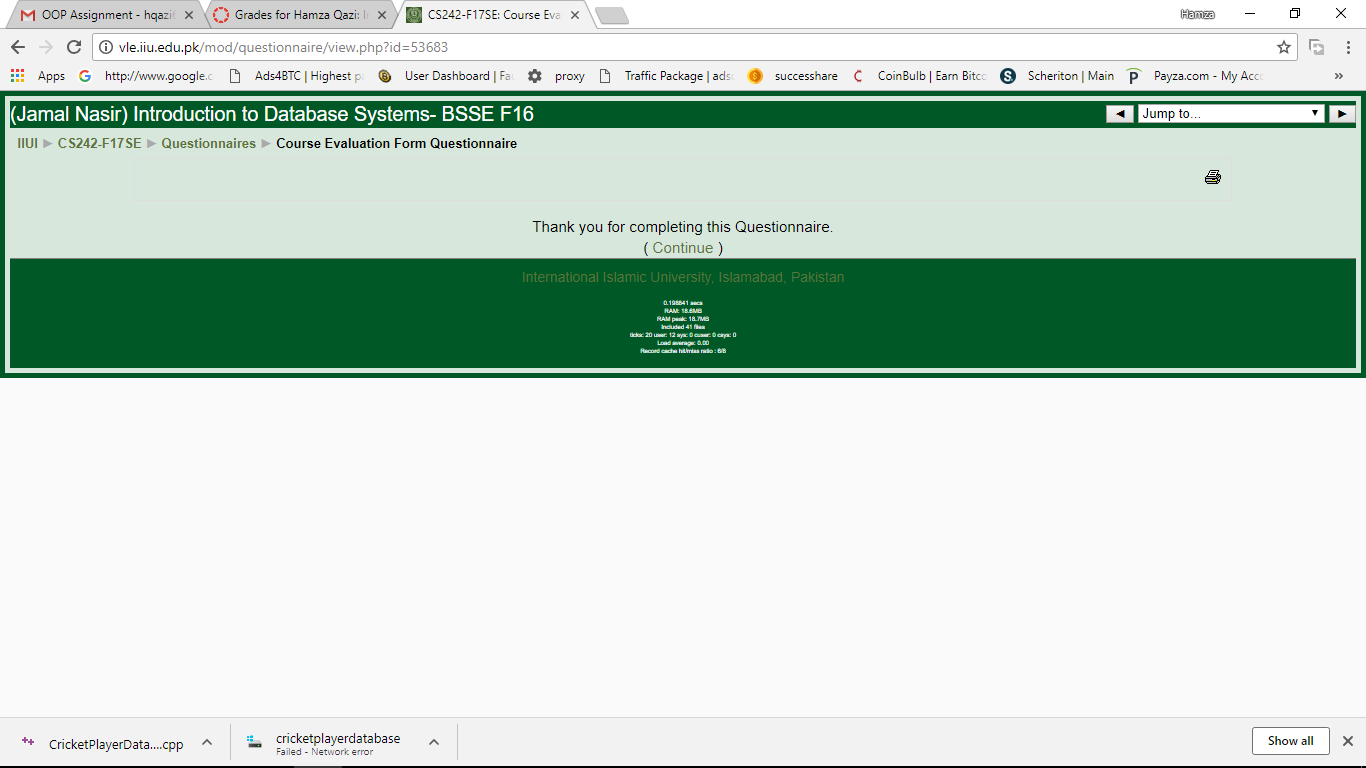 OOP Assignment - hqazi
Grades for Hamza Qazi: I
CS242-F17SE: Course Eva
Hamza
vle.iiu.edu.pk/mod/questionnaire/view.php?id=53683
Apps
http://www.google.c
Ads4BTC | Highest p
User Dashboard | Fa
proxy
Traffic Package | ads
successhare
CoinBulb | Earn Bitco
Scheriton | Main
Payza.com - My Acc
»
(Jamal Nasir) Introduction to Database Systems- BSSE F16
◄ Jump to... ►
IIUI ► CS242-F17SE ► Questionnaires ► Course Evaluation Form Questionnaire
Thank you for completing this Questionnaire.
( Continue )
International Islamic University, Islamabad, Pakistan
0.198841 secs
RAM: 18.6MB
RAM peak: 18.7MB
Included 41 files
ticks: 20 user: 12 sys: 0 cuser: 0 csys: 0
Load average: 0.00
Record cache hit/miss ratio : 6/8
CricketPlayerData....cpp
cricketplayerdatabase
Failed - Network error
Show all